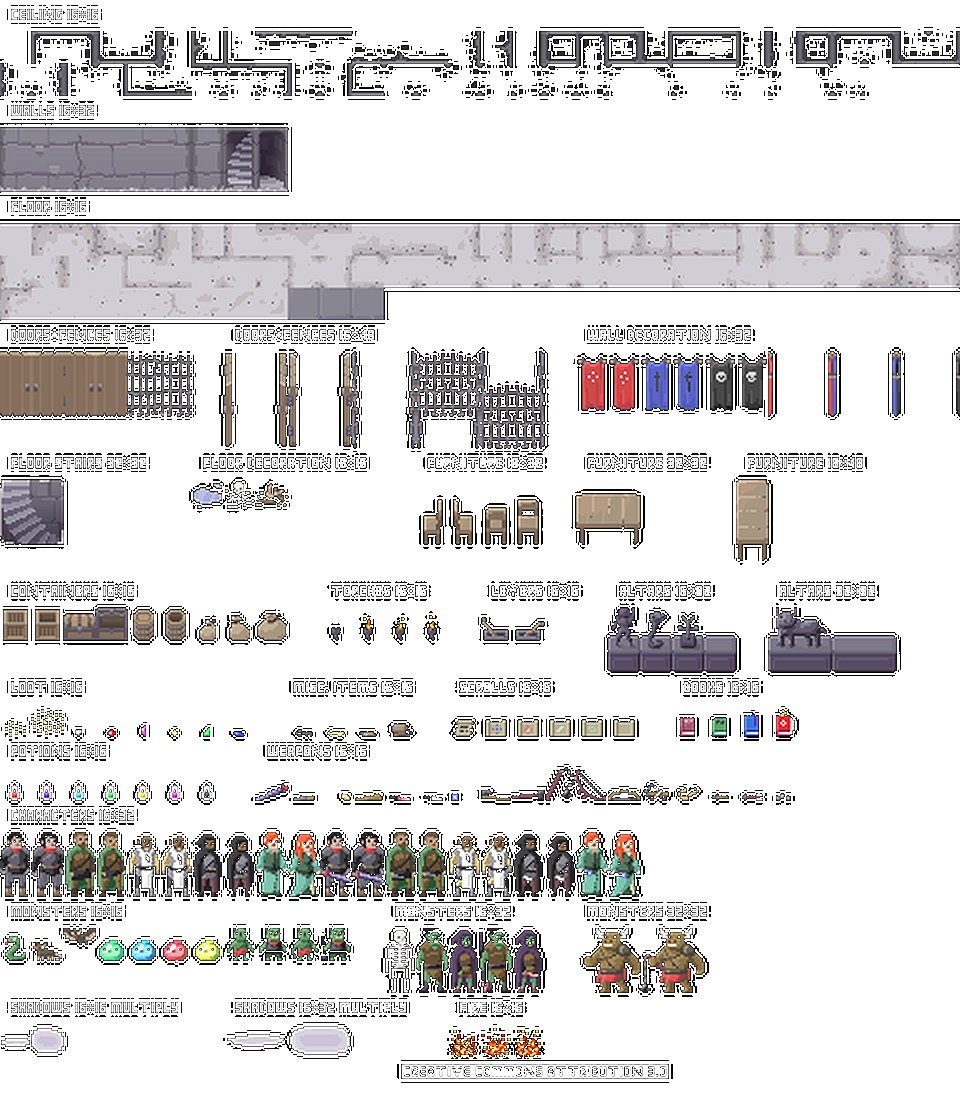 CEILING 16X16
WALLS 16X32
FLOOR 16X16
DOORS+FENCES 16X32
DOORS+FENCES 16X48
WALL DECORATION 16X32
FLOOR STAIRS 32X32
FLOOR DECORATION 16X16
FURNITURE 16X32
FURNITURE 32X32
FURNITURE 16X48
CONTAINERS 16X16
TORCHES 16X16
LEVERS 16X16
ALTARS 16X32
ALTARS 32X32
LOOT 16X16
MISC. ITEMS 16X16
SCROLLS 16X16
BOOKS 16X16
POTIONS 16X16
WEAPONS 16X16
CHARACTERS 16X32
MONSTERS 16X16
MONSTERS 16X32
MONSTERS 32X32
SHADOWS 16X16 MULTIPLY
SHADOWS 16X32 MULTIPLY
FIRE 16X16
CREATIVE COMMONS ATTRIBUTION 3.0